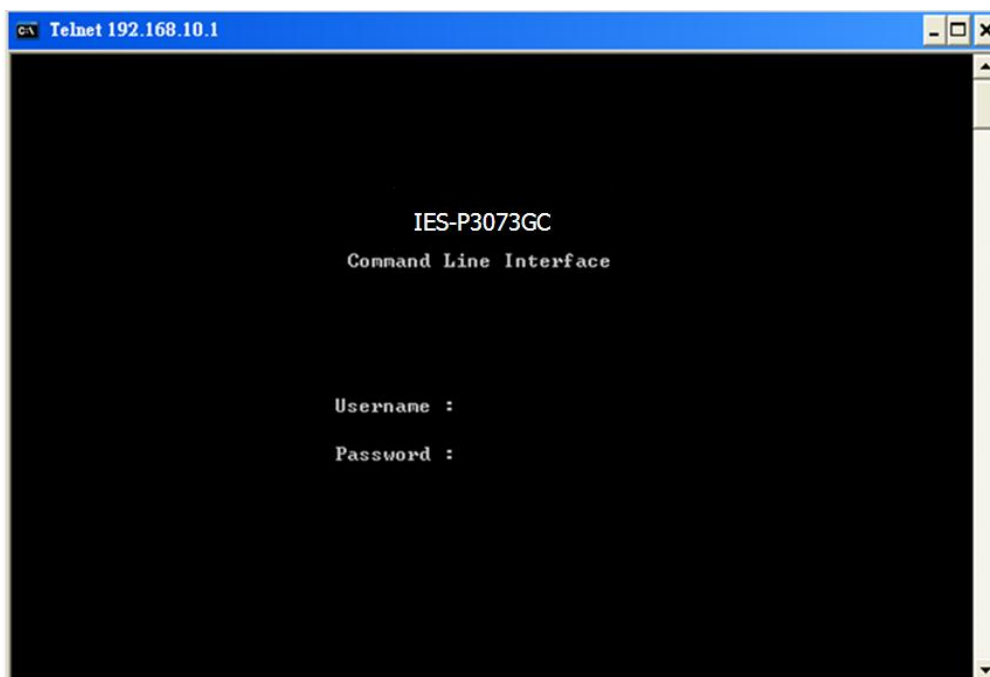 Telnet 192.168.10.1
IES-P3073GC
Command Line Interface
Username :
Password :